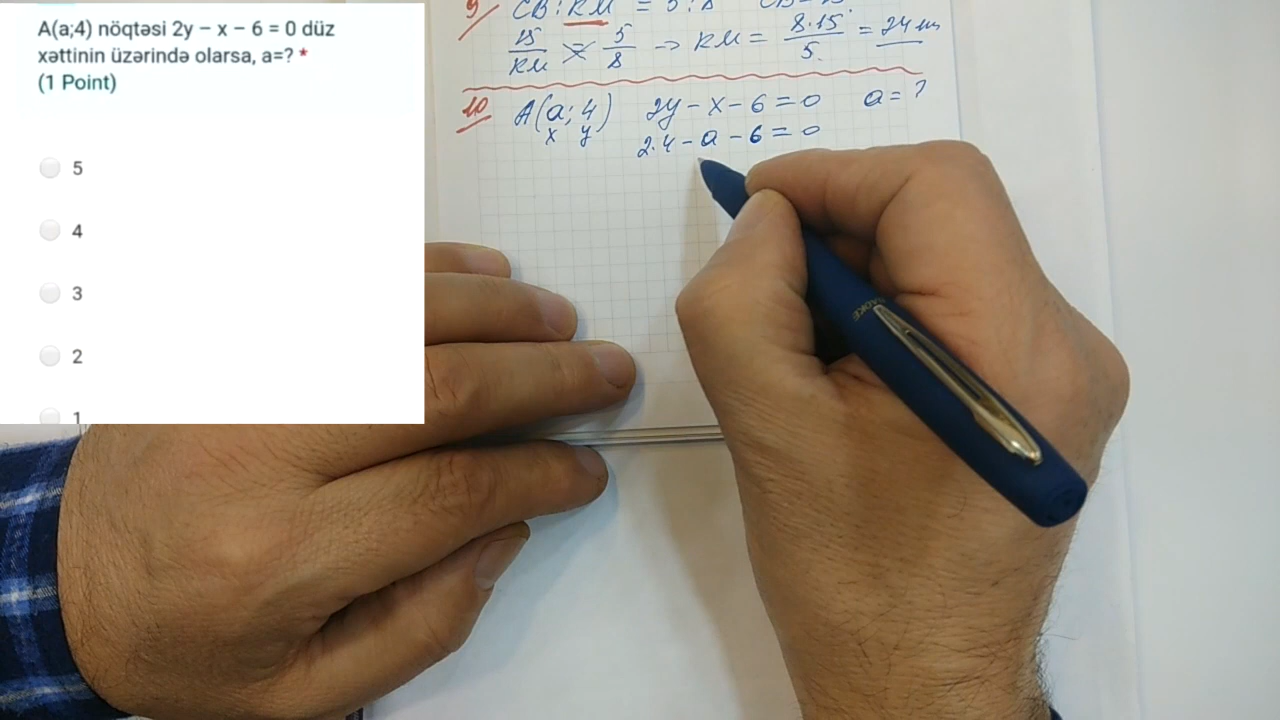 A(a;4) nöqtəsi 2y – x – 6 = 0 düz
xəttinin üzərində olarsa, a=? *
(1 Point)
5
4
3
2
1
9/ CB : KM = 5 : 8
15/KM = 5/8 → KM = 8·15/5 = 24
10 A(a; 4) 2y – x – 6 = 0 a = ?
x y 2·4 – a – 6 = 0